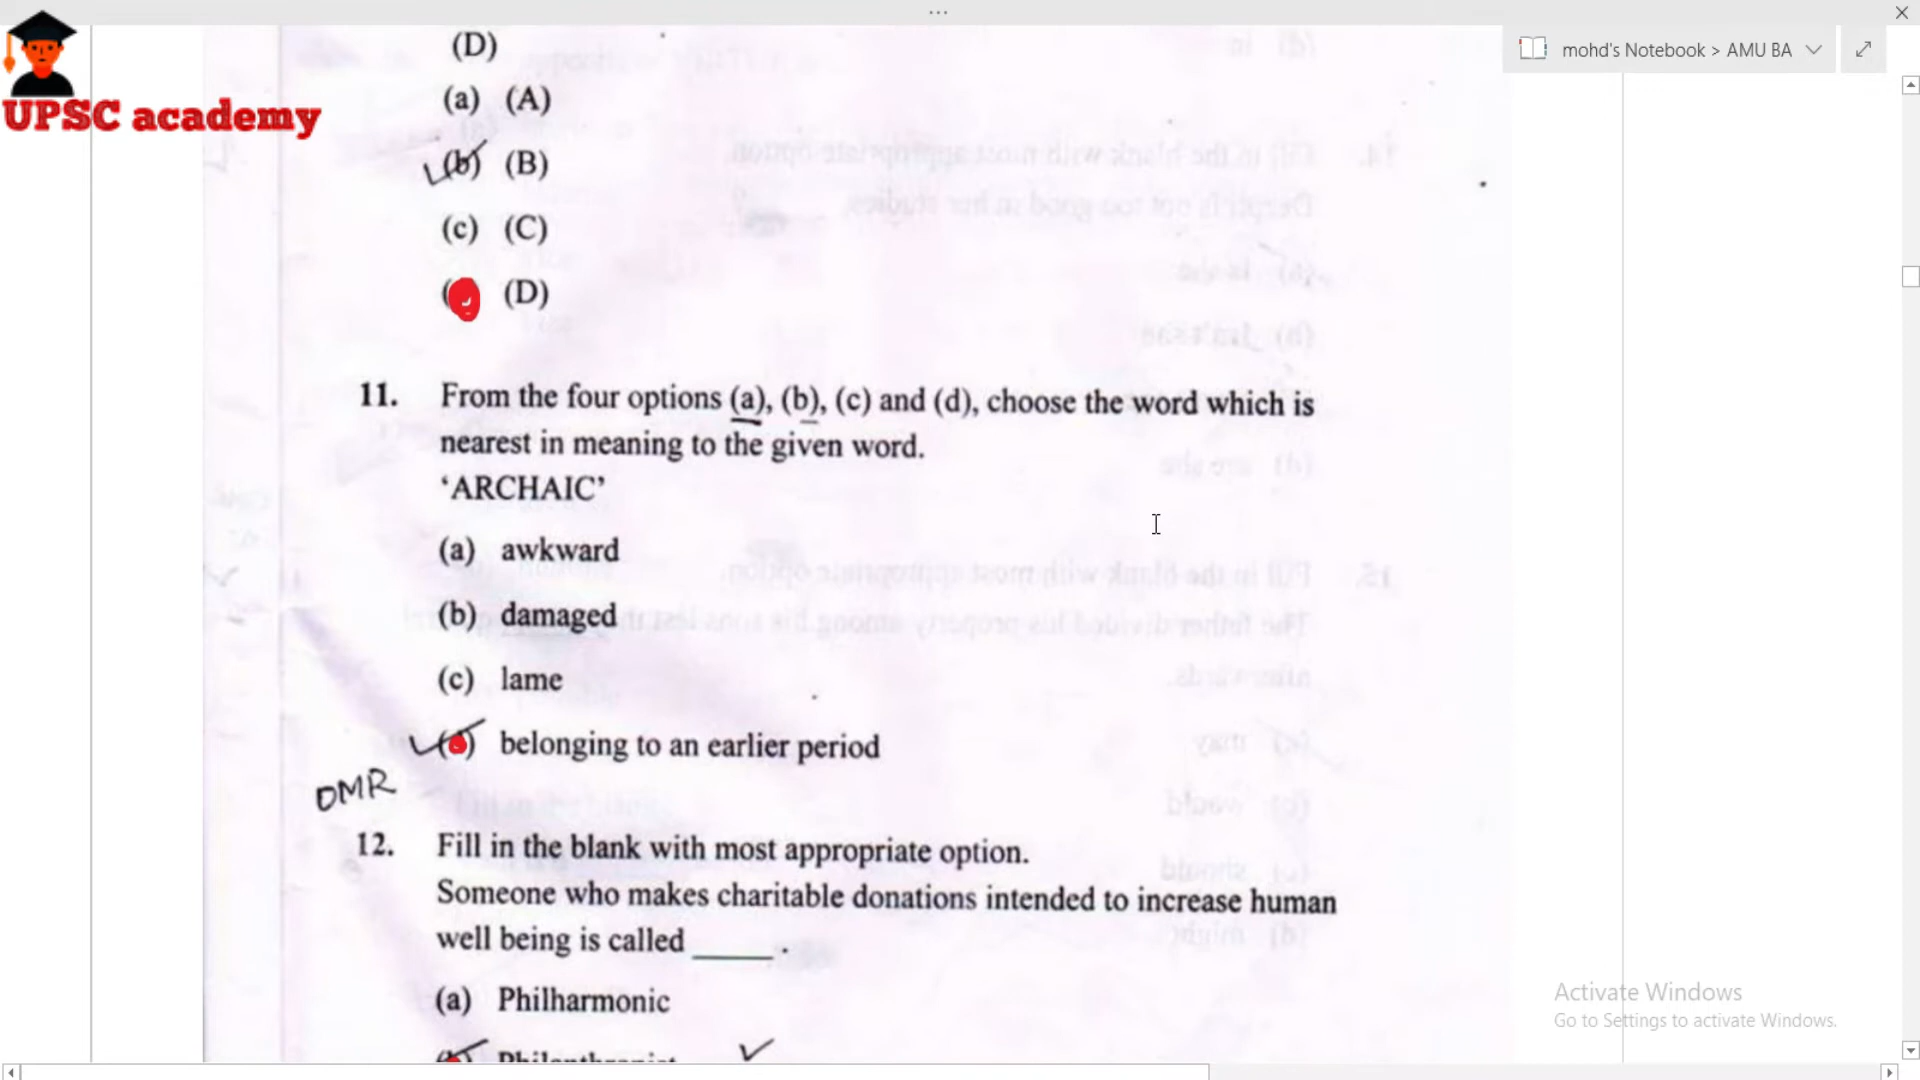 ...
mohd's Notebook > AMU BA
UPSC academy
(D)
(a) (A)
(b) (B)
(c) (C)
(D)
11. From the four options (a), (b), (c) and (d), choose the word which is
nearest in meaning to the given word.
‘ARCHAIC’
(a) awkward
(b) damaged
(c) lame
belonging to an earlier period
OMR
12. Fill in the blank with most appropriate option.
Someone who makes charitable donations intended to increase human
well being is called _____ .
(a) Philharmonic
Philanthropist
Activate Windows
Go to Settings to activate Windows.